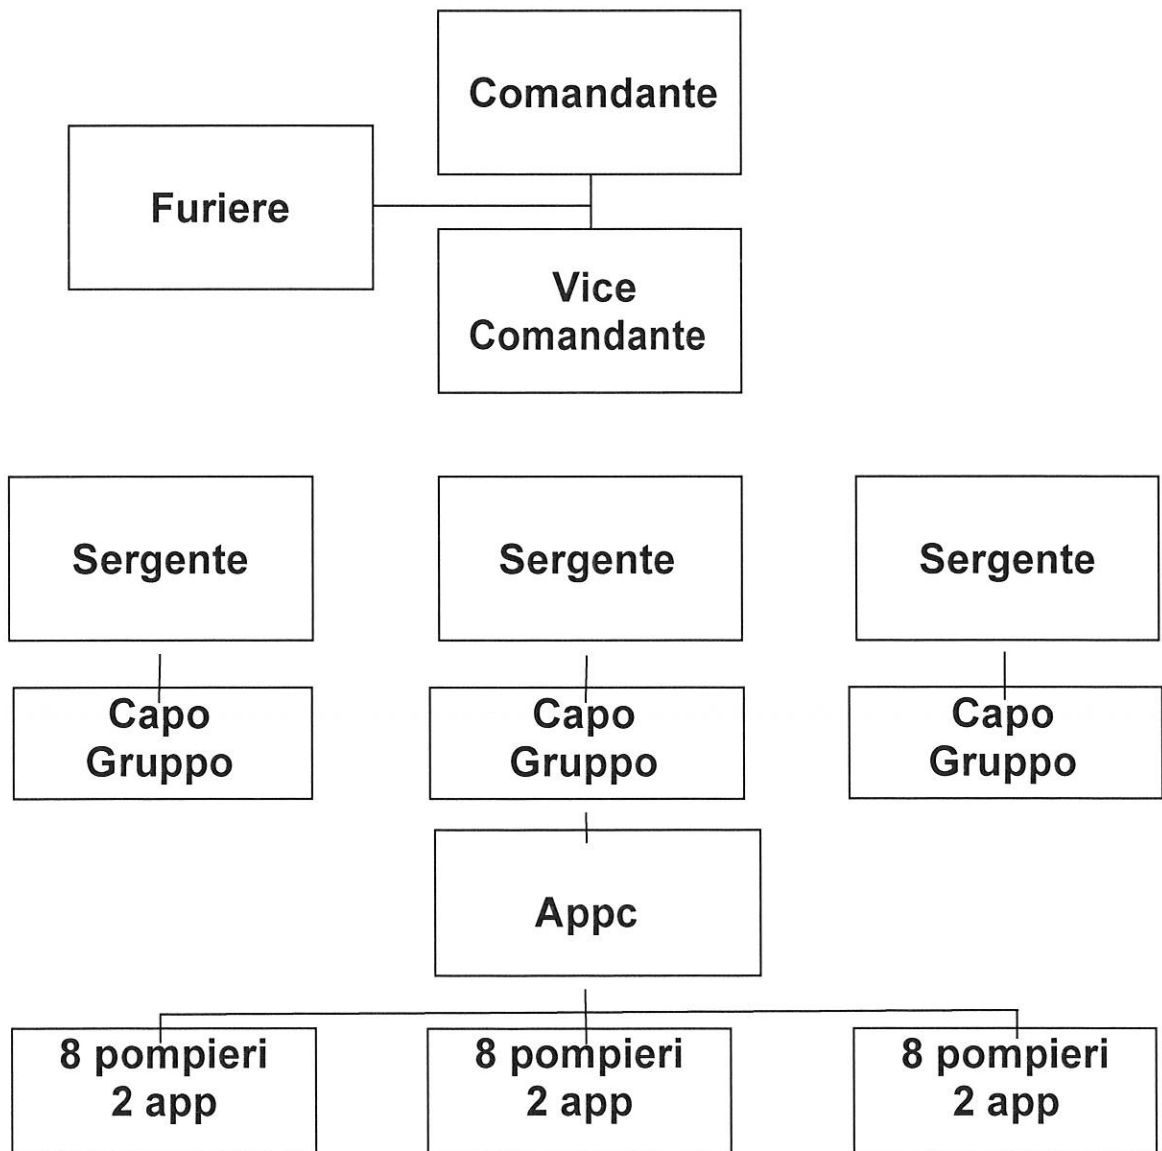 Comandante
Furiere
Vice
Comandante
Sergente
Sergente
Sergente
Capo
Gruppo
Capo
Gruppo
Capo
Gruppo
Appc
8 pompieri
2 app
8 pompieri
2 app
8 pompieri
2 app